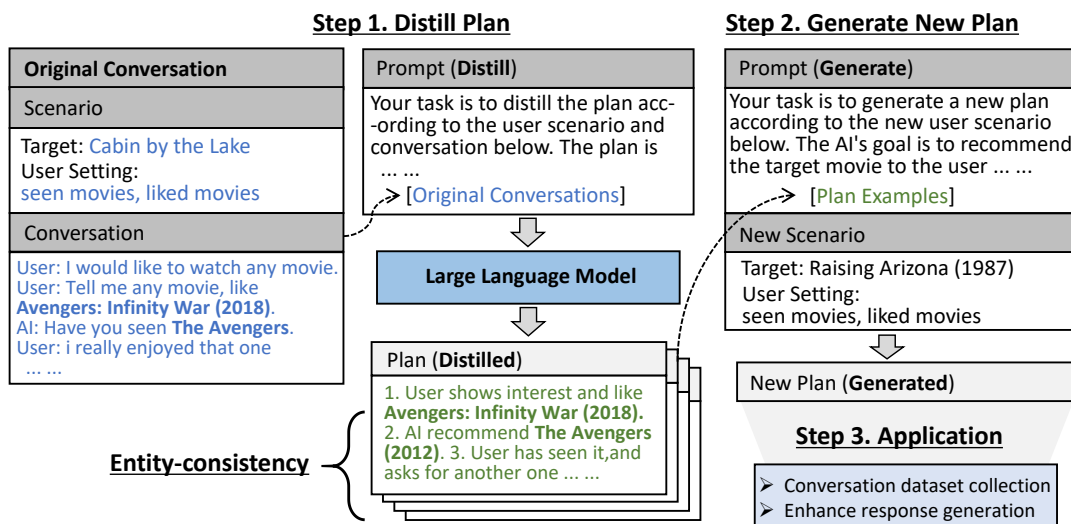 Step 1. Distill Plan
Original Conversation
Scenario
Target: Cabin by the Lake
User Setting:
seen movies, liked movies
Conversation
User: I would like to watch any movie.
User: Tell me any movie, like
Avengers: Infinity War (2018).
AI: Have you seen The Avengers.
User: i really enjoyed that one
... ...
Prompt (Distill)
Your task is to distill the plan acc-
-ording to the user scenario and
conversation below. The plan is
... ...
[Original Conversations]
Large Language Model
Plan (Distilled)
1. User shows interest and like
Avengers: Infinity War (2018).
2. AI recommend The Avengers
(2012). 3. User has seen it,and
asks for another one ... ...
Entity-consistency
Step 2. Generate New Plan
Prompt (Generate)
Your task is to generate a new plan
according to the new user scenario
below. The AI's goal is to recommend
the target movie to the user ... ...
[Plan Examples]
New Scenario
Target: Raising Arizona (1987)
User Setting:
seen movies, liked movies
New Plan (Generated)
Step 3. Application
➢ Conversation dataset collection
➢ Enhance response generation